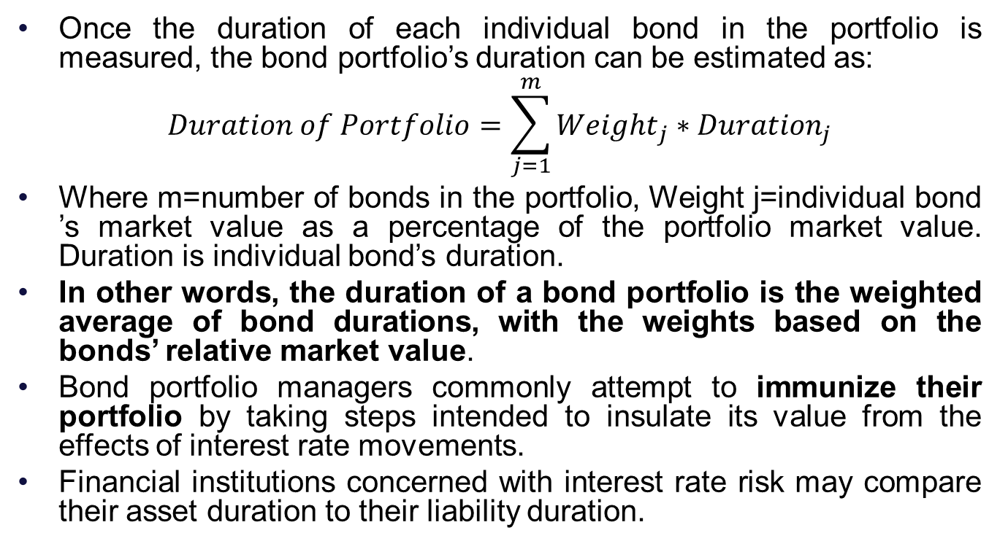 • Once the duration of each individual bond in the portfolio is
measured, the bond portfolio’s duration can be estimated as:
m
Duration of Portfolio = ∑ Weightj * Durationj
j=1
• Where m=number of bonds in the portfolio, Weight j=individual bond
’s market value as a percentage of the portfolio market value.
Duration is individual bond’s duration.
• In other words, the duration of a bond portfolio is the weighted
average of bond durations, with the weights based on the
bonds’ relative market value.
• Bond portfolio managers commonly attempt to immunize their
portfolio by taking steps intended to insulate its value from the
effects of interest rate movements.
• Financial institutions concerned with interest rate risk may compare
their asset duration to their liability duration.